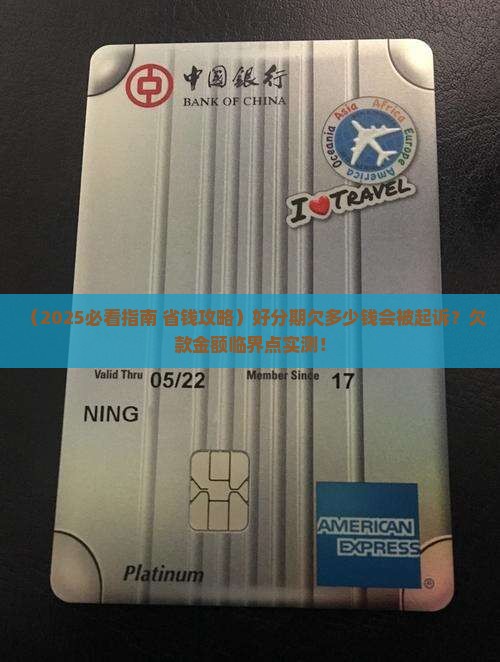 中国銀行
BANK OF CHINA
Asia Africa Europe America Oceania
I ❤ TRAVEL
（2025必看指南 省钱攻略）好分期欠多少钱会被起诉？欠
款金额临界点实测！
Valid Thru 05/22 Member Since 17
NING
AMERICAN
EXPRESS
®
Platinum